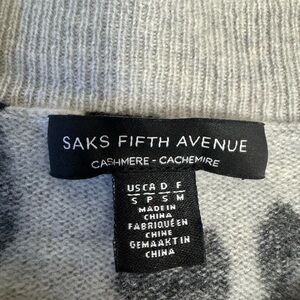 SAKS FIFTH AVENUE
CASHMERE - CACHEMIRE
US CA D F
S P S M
MADE IN
CHINA
FABRIQUÉ EN
CHINE
GEMAAKT IN
CHINA